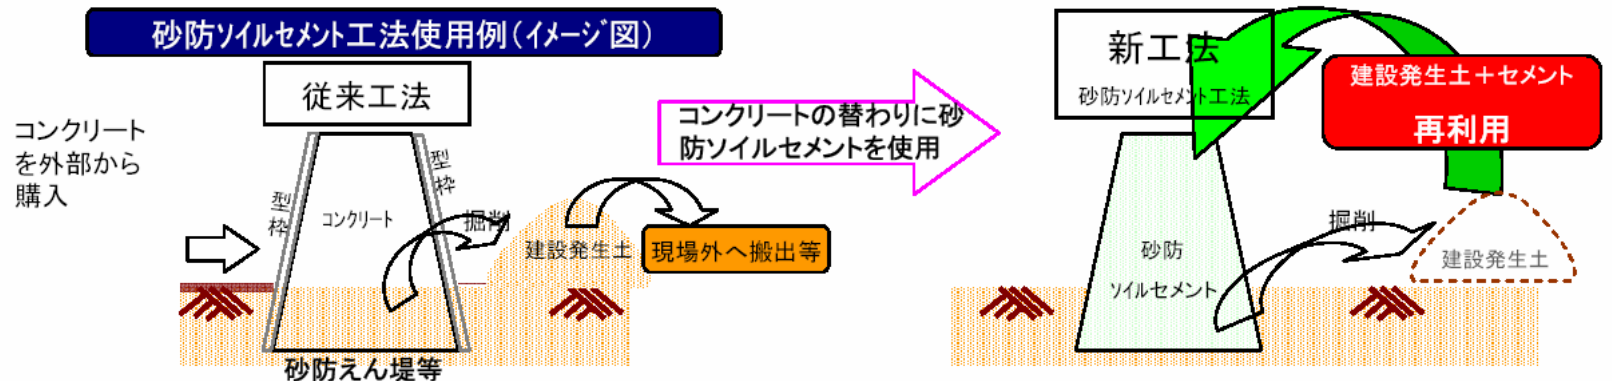 砂防ソイルセメント工法使用例(イメージ図)
従来工法
コンクリート
を外部から
購入
型枠
型枠
コンクリート
掘削
建設発生土
現場外へ搬出等
砂防えん堤等
コンクリートの替わりに砂
防ソイルセメントを使用
新工法
砂防ソイルセメント工法
建設発生土+セメント
再利用
掘削
砂防
ソイルセメント
建設発生土